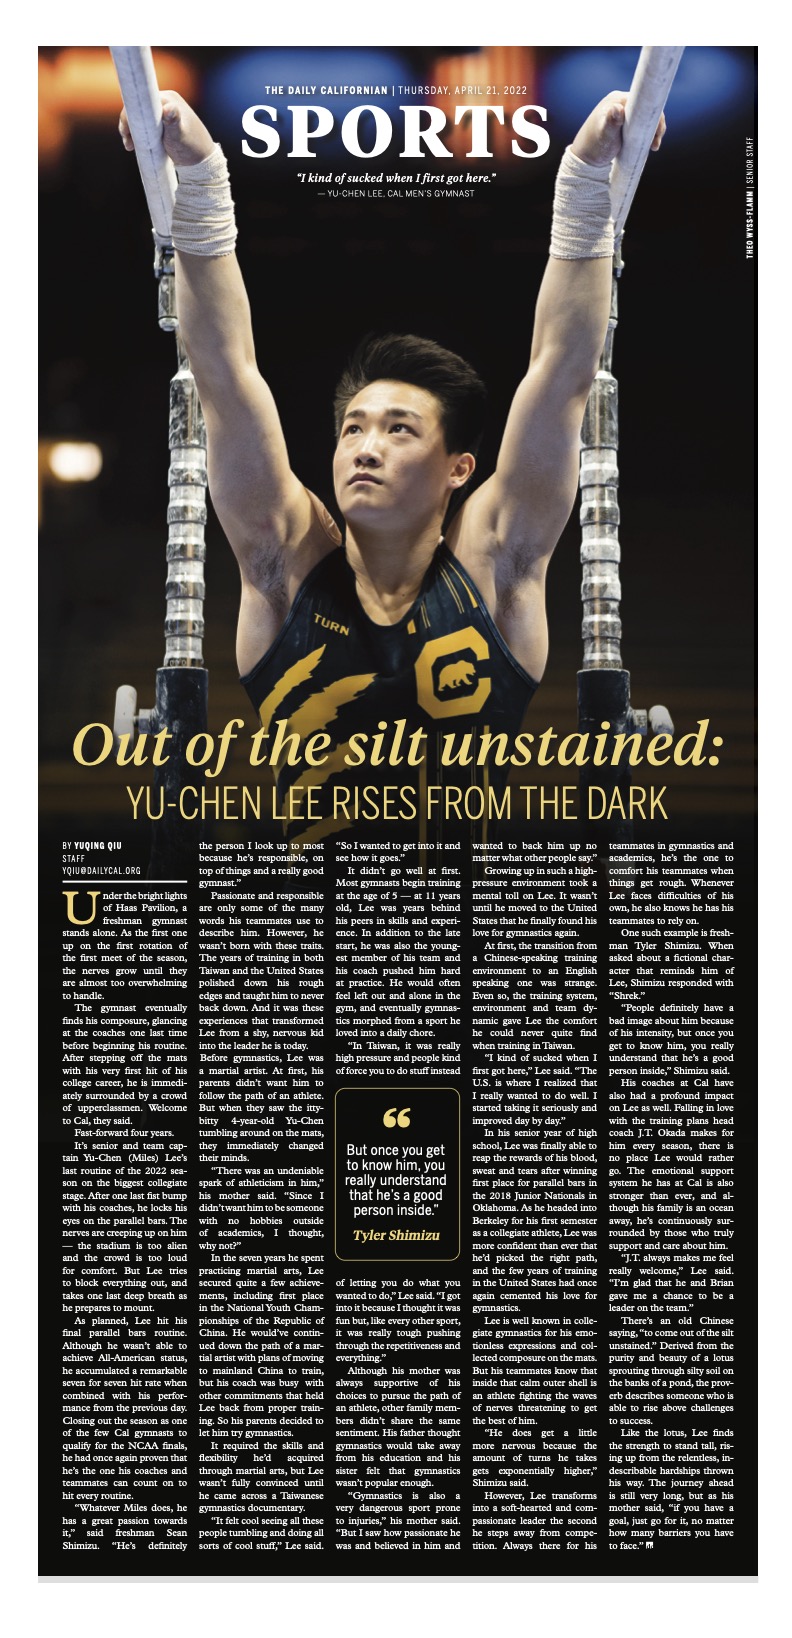 THE DAILY CALIFORNIAN | THURSDAY, APRIL 21, 2022
SPORTS
“I kind of sucked when I first got here.”
— YU-CHEN LEE, CAL MEN'S GYMNAST
THEO WYSS-FLAMM | SENIOR STAFF
TURN
C
Out of the silt unstained:
YU-CHEN LEE RISES FROM THE DARK
BY YUQING QIU
STAFF
YQIU@DAILYCAL.ORG
Under the bright lights
of Haas Pavilion, a
freshman gymnast
stands alone. As the first one
up on the first rotation of
the first meet of the season,
the nerves grow until they
are almost too overwhelming
to handle.
The gymnast eventually
finds his composure, glancing
at the coaches one last time
before beginning his routine.
After stepping off the mats
with his very first hit of his
college career, he is immedi-
ately surrounded by a crowd
of upperclassmen. Welcome
to Cal, they said.
Fast-forward four years.
It's senior and team cap-
tain Yu-Chen (Miles) Lee's
last routine of the 2022 sea-
son on the biggest collegiate
stage. After one last fist bump
with his coaches, he locks his
eyes on the parallel bars. The
nerves are creeping up on him
— the stadium is too alien
and the crowd is too loud
for comfort. But Lee tries
to block everything out, and
takes one last deep breath as
he prepares to mount.
As planned, Lee hit his
final parallel bars routine.
Although he wasn't able to
achieve All-American status,
he accumulated a remarkable
seven for seven hit rate when
combined with his perfor-
mance from the previous day.
Closing out the season as one
of the few Cal gymnasts to
qualify for the NCAA finals,
he had once again proven that
he's the one his coaches and
teammates can count on to
hit every routine.
“Whatever Miles does, he
has a great passion towards
it,” said freshman Sean
Shimizu. “He's definitely
the person I look up to most
because he's responsible, on
top of things and a really good
gymnast.”
Passionate and responsible
are only some of the many
words his teammates use to
describe him. However, he
wasn't born with these traits.
The years of training in both
Taiwan and the United States
polished down his rough
edges and taught him to never
back down. And it was these
experiences that transformed
Lee from a shy, nervous kid
into the leader he is today.
Before gymnastics, Lee was
a martial artist. At first, his
parents didn't want him to
follow the path of an athlete.
But when they saw the itty-
bitty 4-year-old Yu-Chen
tumbling around on the mats,
they immediately changed
their minds.
“There was an undeniable
spark of athleticism in him,”
his mother said. “Since I
didn't want him to be someone
with no hobbies outside
of academics, I thought,
why not?”
In the seven years he spent
practicing martial arts, Lee
secured quite a few achieve-
ments, including first place
in the National Youth Cham-
pionships of the Republic of
China. He would've contin-
ued down the path of a mar-
tial artist with plans of moving
to mainland China to train,
but his coach was busy with
other commitments that held
Lee back from proper train-
ing. So his parents decided to
let him try gymnastics.
It required the skills and
flexibility he'd acquired
through martial arts, but Lee
wasn't fully convinced until
he came across a Taiwanese
gymnastics documentary.
“It felt cool seeing all these
people tumbling and doing all
sorts of cool stuff,” Lee said.
“So I wanted to get into it and
see how it goes.”
It didn't go well at first.
Most gymnasts begin training
at the age of 5 — at 11 years
old, Lee was years behind
his peers in skills and experi-
ence. In addition to the late
start, he was also the young-
est member of his team and
his coach pushed him hard
at practice. He would often
feel left out and alone in the
gym, and eventually gymnas-
tics morphed from a sport he
loved into a daily chore.
“In Taiwan, it was really
high pressure and people kind
of force you to do stuff instead
“
But once you get
to know him, you
really understand
that he's a good
person inside.”
Tyler Shimizu
of letting you do what you
wanted to do,” Lee said. “I got
into it because I thought it was
fun but, like every other sport,
it was really tough pushing
through the repetitiveness and
everything.”
Although his mother was
always supportive of his
choices to pursue the path of
an athlete, other family mem-
bers didn't share the same
sentiment. His father thought
gymnastics would take away
from his education and his
sister felt that gymnastics
wasn't popular enough.
“Gymnastics is also a
very dangerous sport prone
to injuries,” his mother said.
“But I saw how passionate he
was and believed in him and
wanted to back him up no
matter what other people say.”
Growing up in such a high-
pressure environment took a
mental toll on Lee. It wasn't
until he moved to the United
States that he finally found his
love for gymnastics again.
At first, the transition from
a Chinese-speaking training
environment to an English
speaking one was strange.
Even so, the training system,
environment and team dy-
namic gave Lee the comfort
he could never quite find
when training in Taiwan.
“I kind of sucked when I
first got here,” Lee said. “The
U.S. is where I realized that
I really wanted to do well. I
started taking it seriously and
improved day by day.”
In his senior year of high
school, Lee was finally able to
reap the rewards of his blood,
sweat and tears after winning
first place for parallel bars in
the 2018 Junior Nationals in
Oklahoma. As he headed into
Berkeley for his first semester
as a collegiate athlete, Lee was
more confident than ever that
he'd picked the right path,
and the few years of training
in the United States had once
again cemented his love for
gymnastics.
Lee is well known in colle-
giate gymnastics for his emo-
tionless expressions and col-
lected composure on the mats.
But his teammates know that
inside that calm outer shell is
an athlete fighting the waves
of nerves threatening to get
the best of him.
“He does get a little
more nervous because the
amount of turns he takes
gets exponentially higher,”
Shimizu said.
However, Lee transforms
into a soft-hearted and com-
passionate leader the second
he steps away from compe-
tition. Always there for his
teammates in gymnastics and
academics, he's the one to
comfort his teammates when
things get rough. Whenever
Lee faces difficulties of his
own, he also knows he has his
teammates to rely on.
One such example is fresh-
man Tyler Shimizu. When
asked about a fictional char-
acter that reminds him of
Lee, Shimizu responded with
“Shrek.”
“People definitely have a
bad image about him because
of his intensity, but once you
get to know him, you really
understand that he's a good
person inside,” Shimizu said.
His coaches at Cal have
also had a profound impact
on Lee as well. Falling in love
with the training plans head
coach J.T. Okada makes for
him every season, there is
no place Lee would rather
go. The emotional support
system he has at Cal is also
stronger than ever, and al-
though his family is an ocean
away, he's continuously sur-
rounded by those who truly
support and care about him.
“J.T. always makes me feel
really welcome,” Lee said.
“I'm glad that he and Brian
gave me a chance to be a
leader on the team.”
There's an old Chinese
saying, “to come out of the silt
unstained.” Derived from the
purity and beauty of a lotus
sprouting through silty soil on
the banks of a pond, the prov-
erb describes someone who is
able to rise above challenges
to success.
Like the lotus, Lee finds
the strength to stand tall, ris-
ing up from the relentless, in-
describable hardships thrown
his way. The journey ahead
is still very long, but as his
mother said, “if you have a
goal, just go for it, no matter
how many barriers you have
to face.”